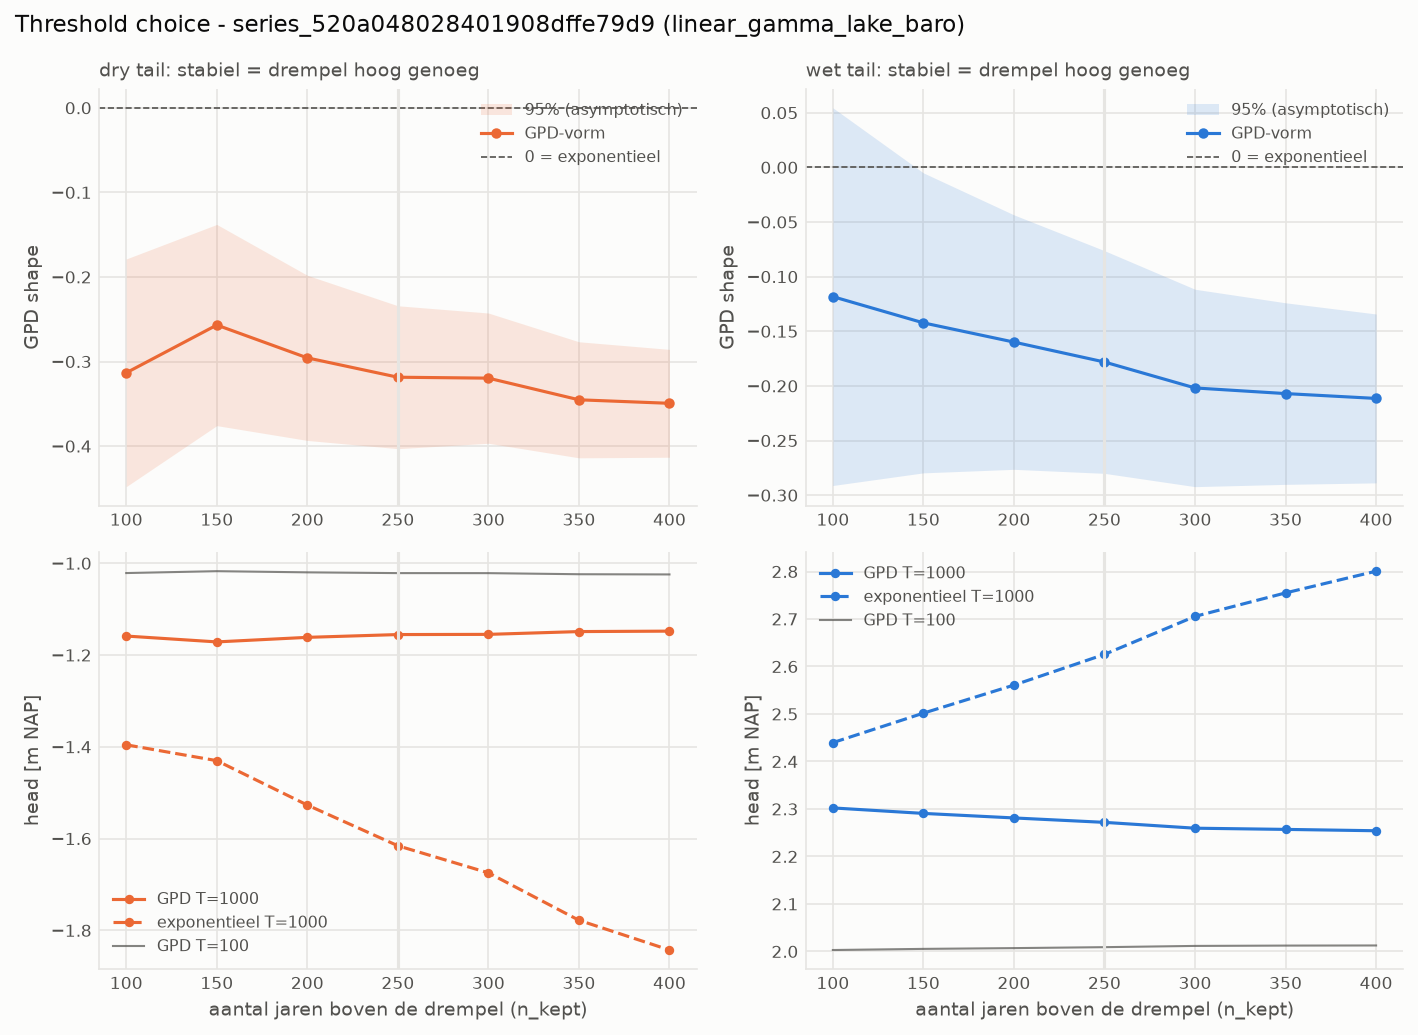 Threshold choice - series_520a048028401908dffe79d9 (linear_gamma_lake_baro)
dry tail: stabiel = drempel hoog genoeg
GPD shape
0.0
−0.1
−0.2
−0.3
−0.4
100 150 200 250 300 350 400
95% (asymptotisch)
GPD-vorm
0 = exponentieel
wet tail: stabiel = drempel hoog genoeg
GPD shape
0.05
0.00
−0.05
−0.10
−0.15
−0.20
−0.25
−0.30
100 150 200 250 300 350 400
95% (asymptotisch)
GPD-vorm
0 = exponentieel
head [m NAP]
−1.0
−1.2
−1.4
−1.6
−1.8
GPD T=1000
exponentieel T=1000
GPD T=100
100 150 200 250 300 350 400
aantal jaren boven de drempel (n_kept)
head [m NAP]
2.8
2.7
2.6
2.5
2.4
2.3
2.2
2.1
2.0
GPD T=1000
exponentieel T=1000
GPD T=100
100 150 200 250 300 350 400
aantal jaren boven de drempel (n_kept)